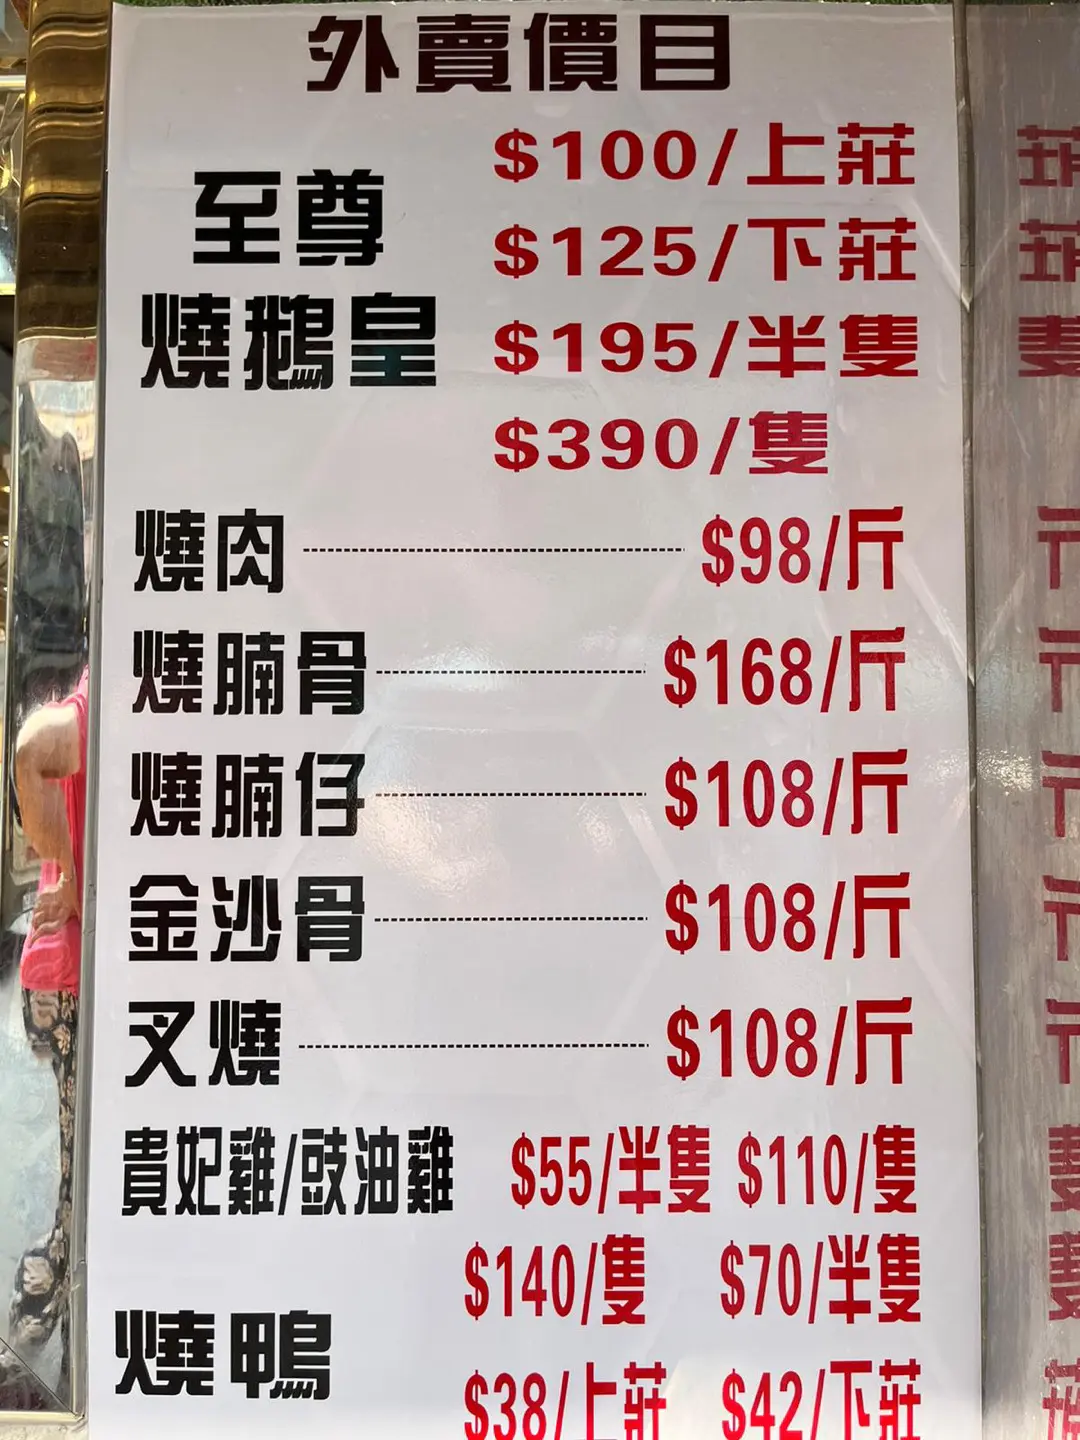 外賣價目
至尊
燒鵝皇
$100/上莊
$125/下莊
$195/半隻
$390/隻
燒肉 $98/斤
燒腩骨 $168/斤
燒腩仔 $108/斤
金沙骨 $108/斤
叉燒 $108/斤
貴妃雞/豉油雞 $55/半隻 $110/隻
燒鴨
$140/隻 $70/半隻
$38/上莊 $42/下莊